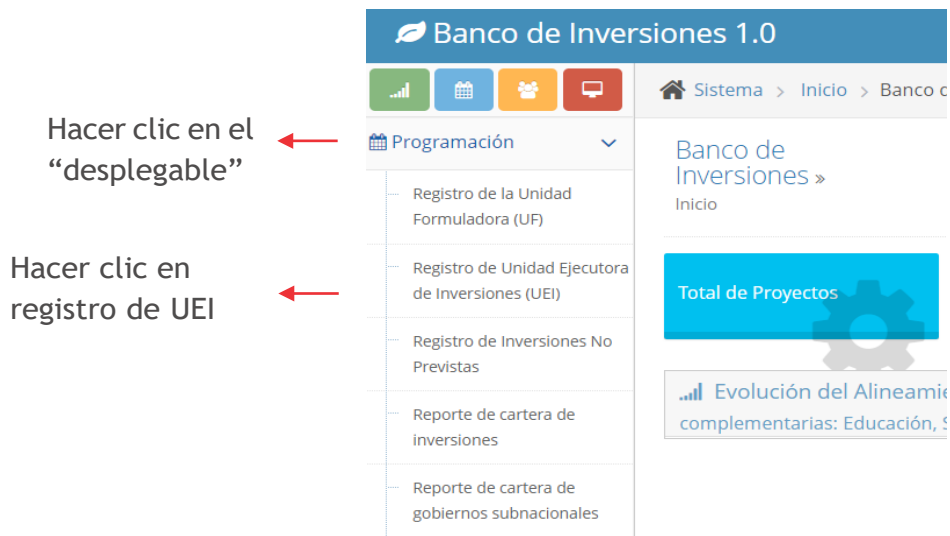 Banco de Inversiones 1.0
Sistema > Inicio > Banco
Hacer clic en el
“desplegable”
Programación
Banco de
Inversiones »
Inicio
Registro de la Unidad
Formuladora (UF)
Hacer clic en
registro de UEI
Registro de Unidad Ejecutora
de Inversiones (UEI)
Total de Proyectos
Registro de Inversiones No
Previstas
Evolución del
complementarias: Educación,
Reporte de cartera de
inversiones
Reporte de cartera de
gobiernos subnacionales